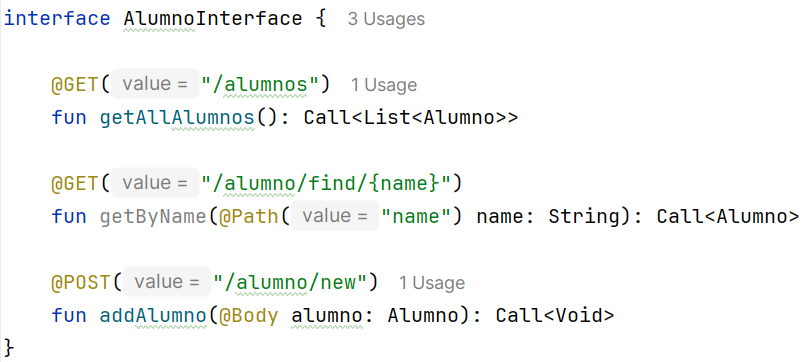 interface AlumnoInterface { 3 Usages
@GET( value = "/alumnos") 1 Usage
fun getAllAlumnos(): Call<List<Alumno>>
@GET( value = "/alumno/find/{name}")
fun getByName(@Path( value = "name") name: String): Call<Alumno>
@POST( value = "/alumno/new") 1 Usage
fun addAlumno(@Body alumno: Alumno): Call<Void>
}